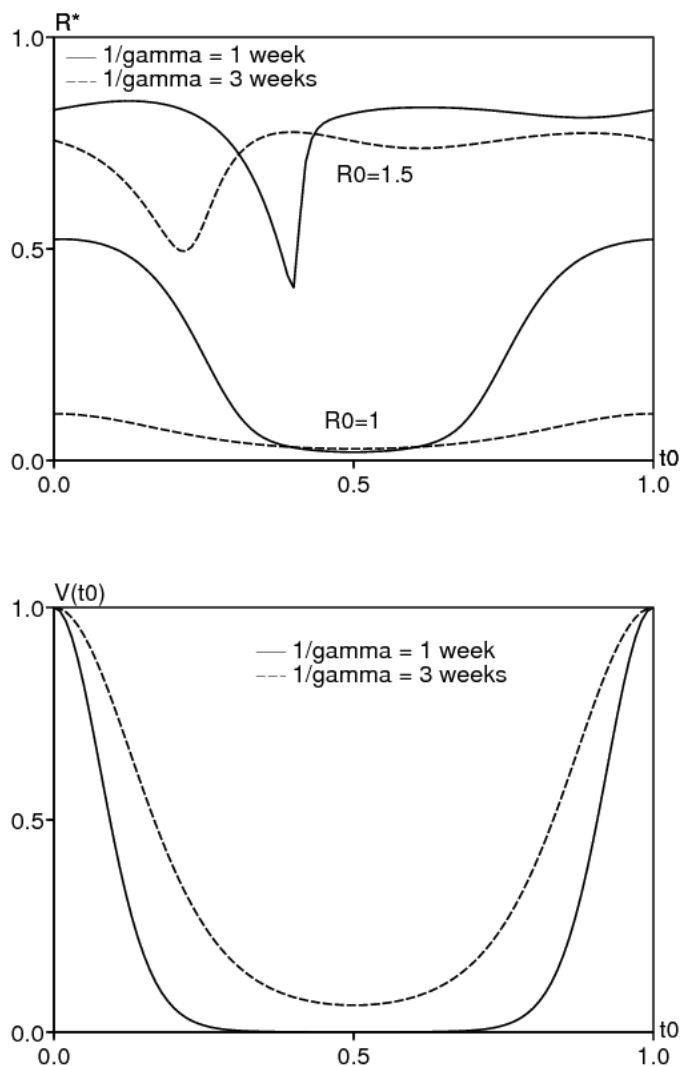 R*
1.0
1/gamma = 1 week
1/gamma = 3 weeks
R0=1.5
0.5
R0=1
0.0
t0
0.0 0.5 1.0
V(t0)
1.0
1/gamma = 1 week
1/gamma = 3 weeks
0.5
0.0
t0
0.0 0.5 1.0